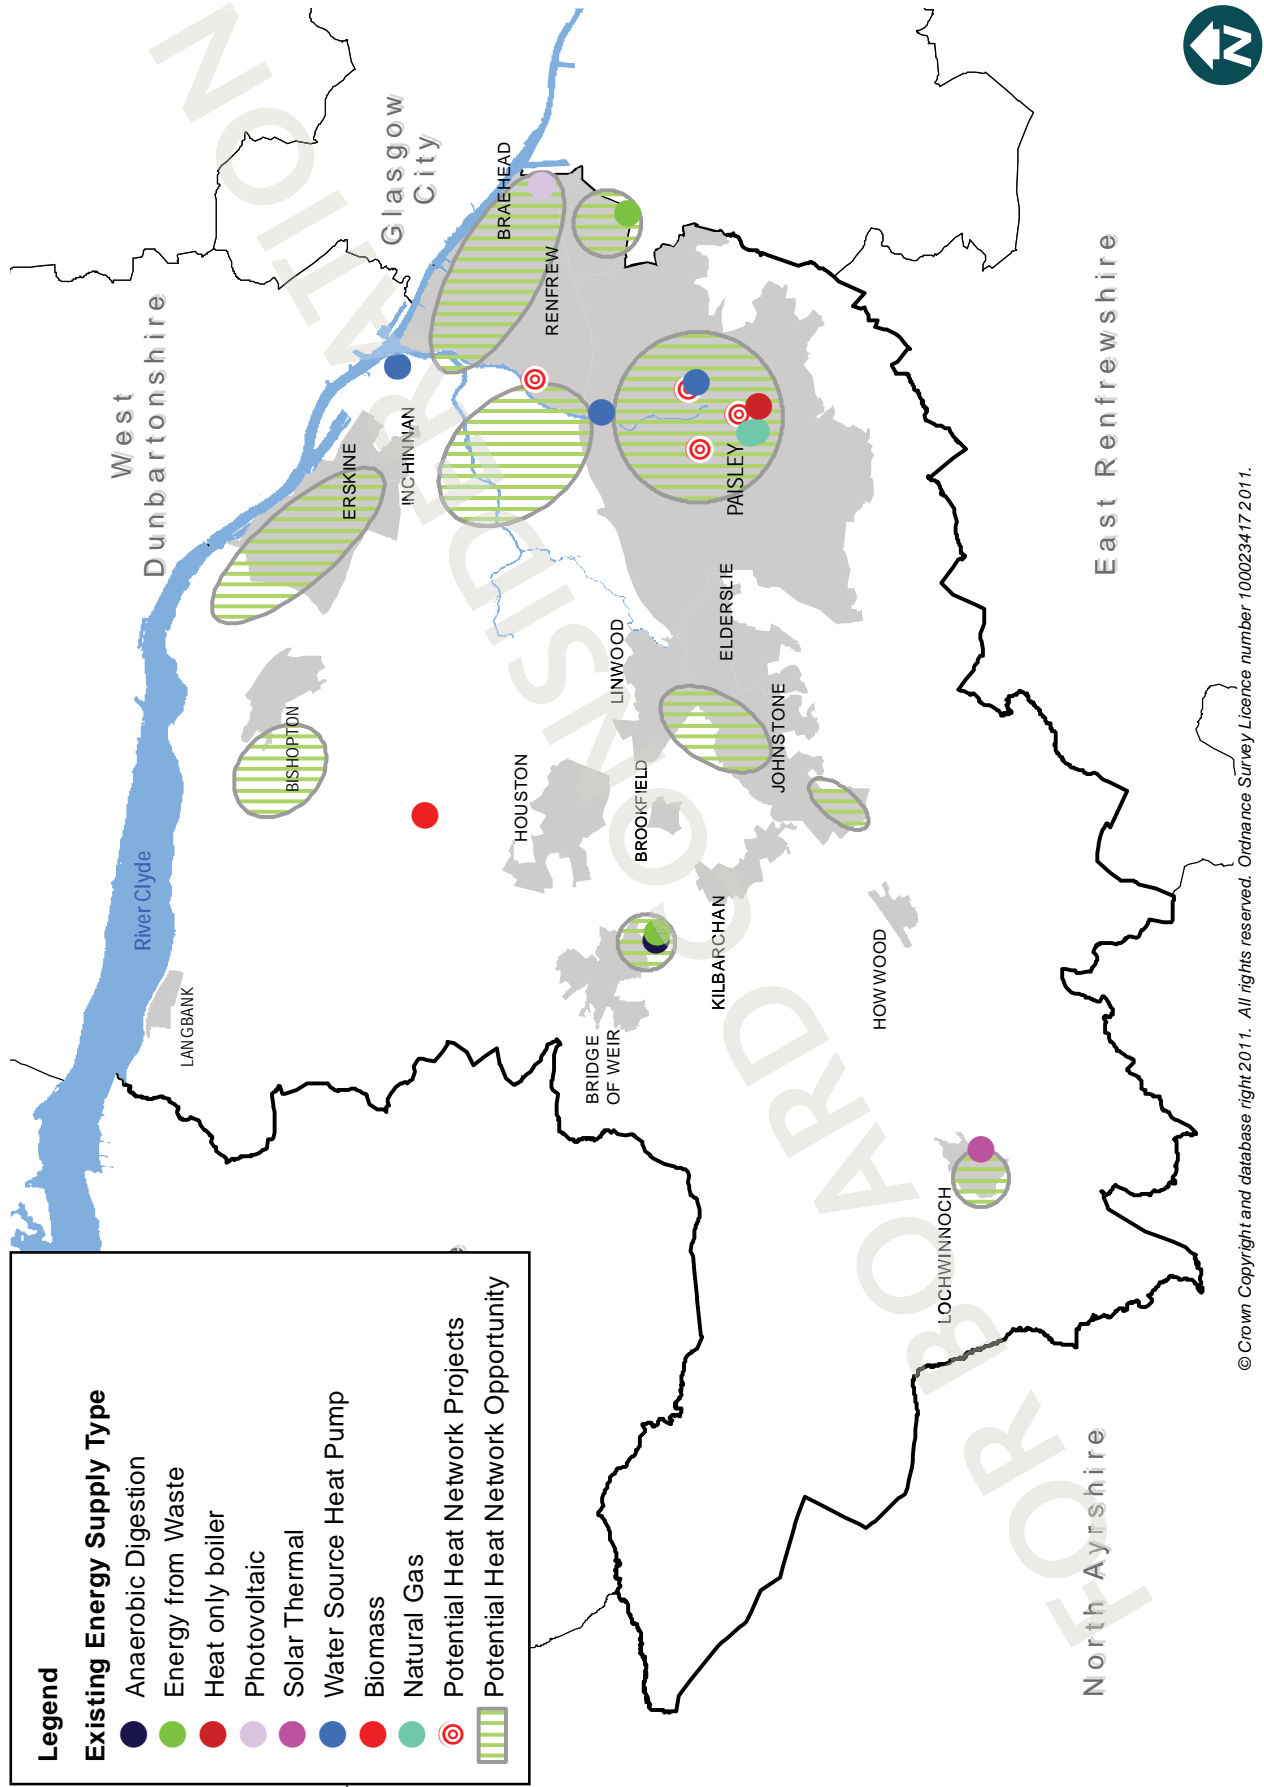 Legend
Existing Energy Supply Type
Anaerobic Digestion
Energy from Waste
Heat only boiler
Photovoltaic
Solar Thermal
Water Source Heat Pump
Biomass
Natural Gas
Potential Heat Network Projects
Potential Heat Network Opportunity
West
Dunbartonshire
Glasgow
City
East Renfrewshire
North Ayrshire
River Clyde
LANGBANK
BISHOPTON
ERSKINE
INCHINNAN
BRAEHEAD
RENFREW
PAISLEY
HOUSTON
LINWOOD
BROOKFIELD
ELDERSLIE
JOHNSTONE
BRIDGE
OF WEIR
KILBARCHAN
HOWWOOD
LOCHWINNOCH
FOR BOARD CONSIDERATION
N
© Crown Copyright and database right 2011. All rights reserved. Ordnance Survey Licence number 100023417 2011.